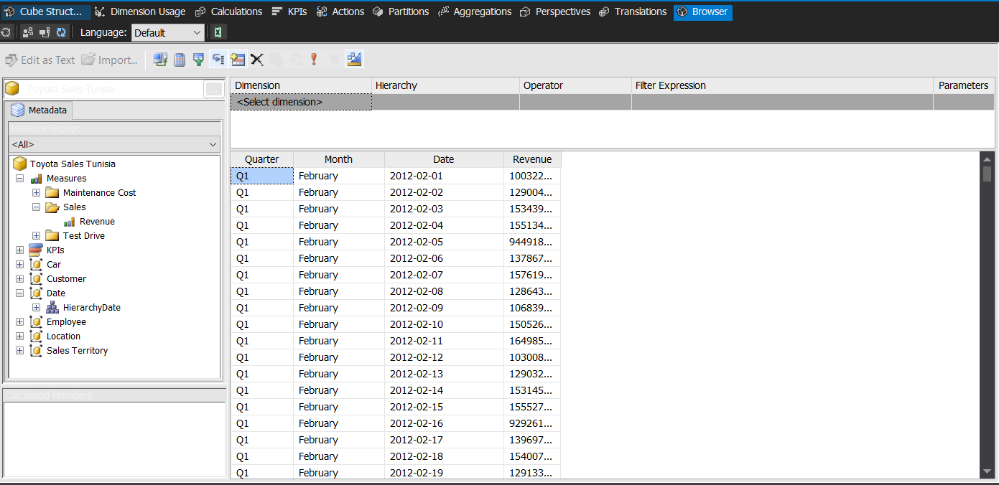 Cube Struct... Dimension Usage Calculations KPIs Actions Partitions Aggregations Perspectives Translations Browser
Language: Default
Edit as Text Import...
Toyota Sales Tunisia
Metadata
Measure Group:
<All>
Toyota Sales Tunisia
Measures
Maintenance Cost
Sales
Revenue
Test Drive
KPIs
Car
Customer
Date
HierarchyDate
Employee
Location
Sales Territory
Calculated Members
Dimension Hierarchy Operator Filter Expression Parameters
<Select dimension>
Quarter Month Date Revenue
Q1 February 2012-02-01 100322...
Q1 February 2012-02-02 129004...
Q1 February 2012-02-03 153439...
Q1 February 2012-02-04 155134...
Q1 February 2012-02-05 944918...
Q1 February 2012-02-06 137867...
Q1 February 2012-02-07 157619...
Q1 February 2012-02-08 128643...
Q1 February 2012-02-09 106839...
Q1 February 2012-02-10 150526...
Q1 February 2012-02-11 164985...
Q1 February 2012-02-12 103008...
Q1 February 2012-02-13 129032...
Q1 February 2012-02-14 153145...
Q1 February 2012-02-15 155527...
Q1 February 2012-02-16 929261...
Q1 February 2012-02-17 139697...
Q1 February 2012-02-18 154007...
Q1 February 2012-02-19 129133...